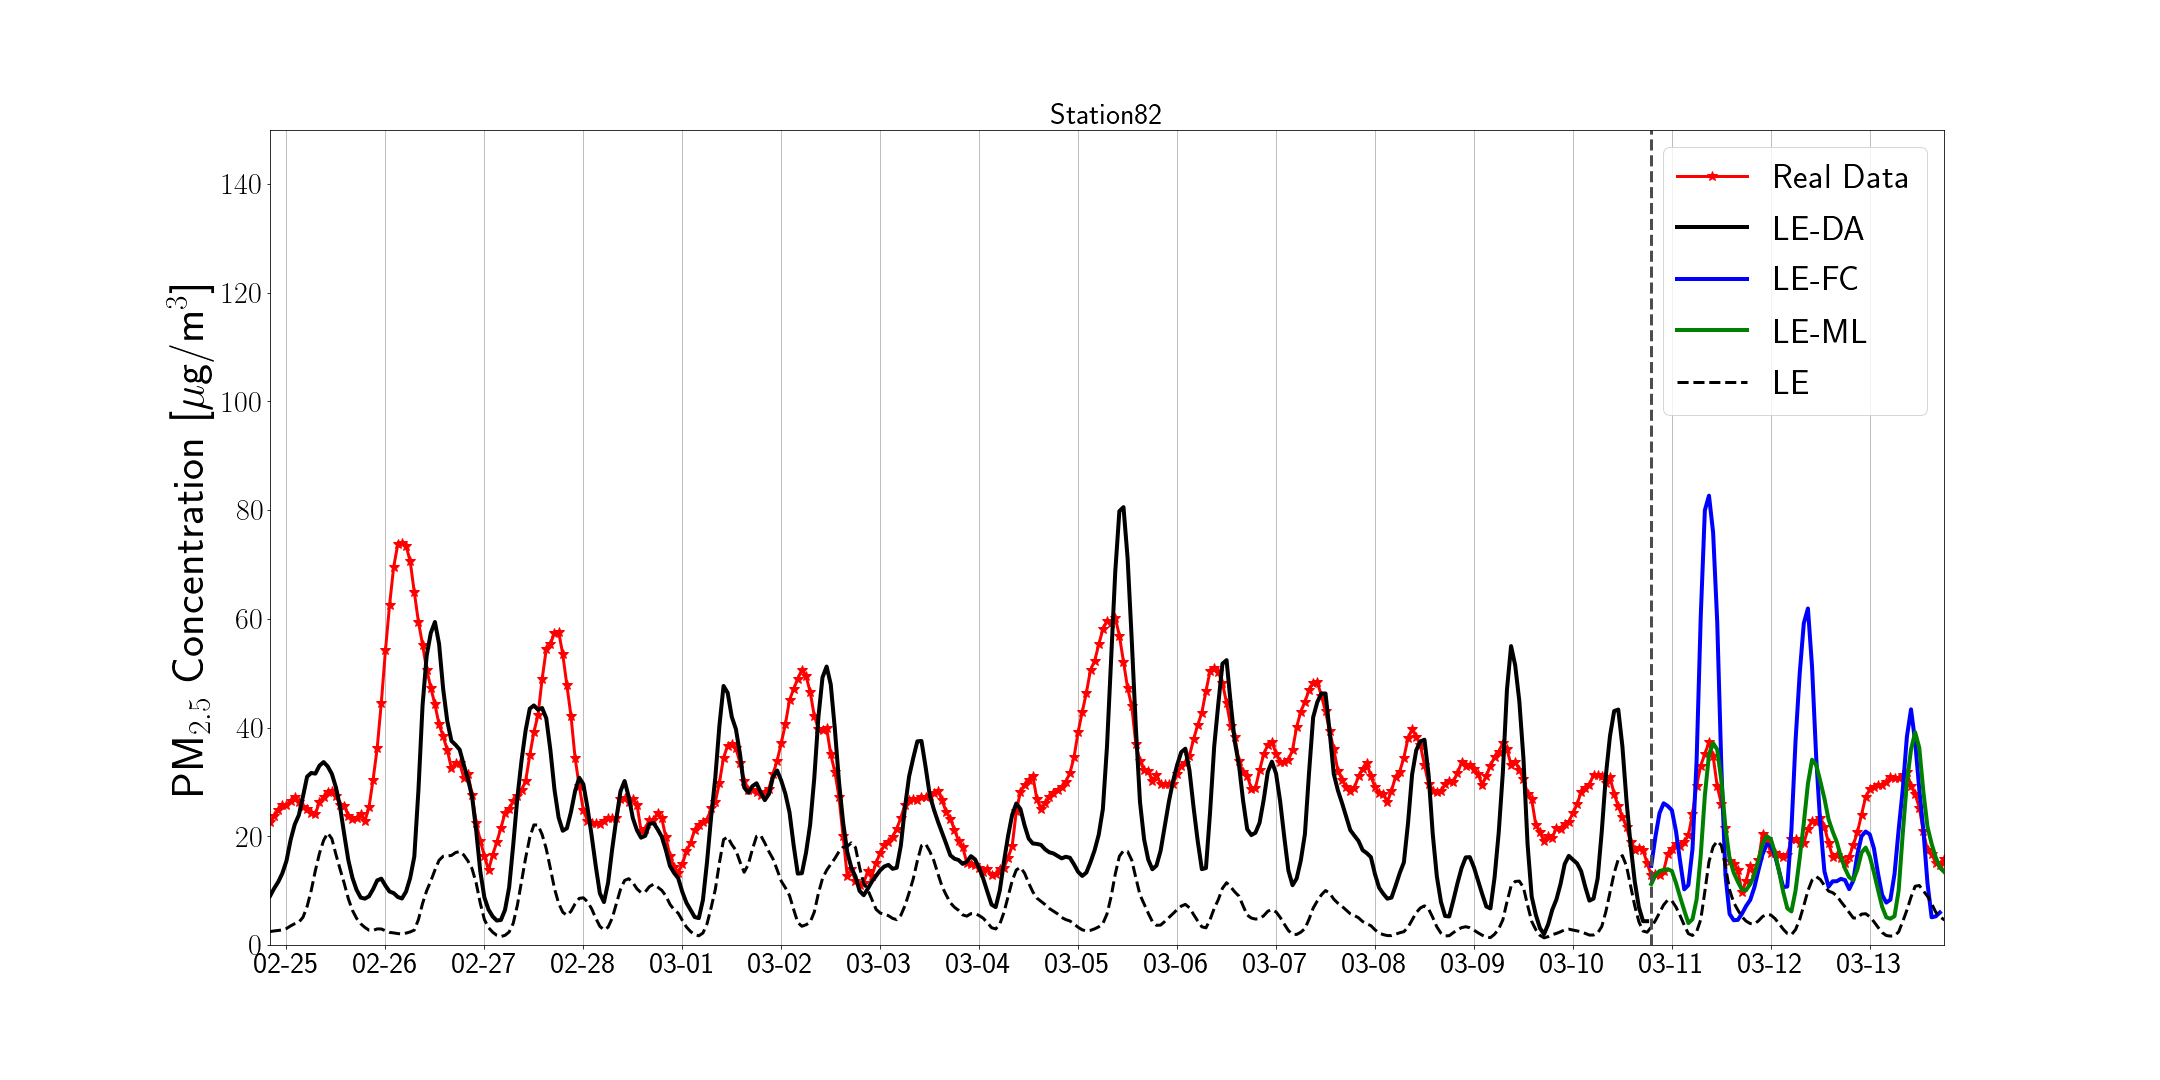 Station82
PM2.5 Concentration [μg/m³]
140
120
100
80
60
40
20
0
02-25 02-26 02-27 02-28 03-01 03-02 03-03 03-04 03-05 03-06 03-07 03-08 03-09 03-10 03-11 03-12 03-13
Real Data
LE-DA
LE-FC
LE-ML
LE